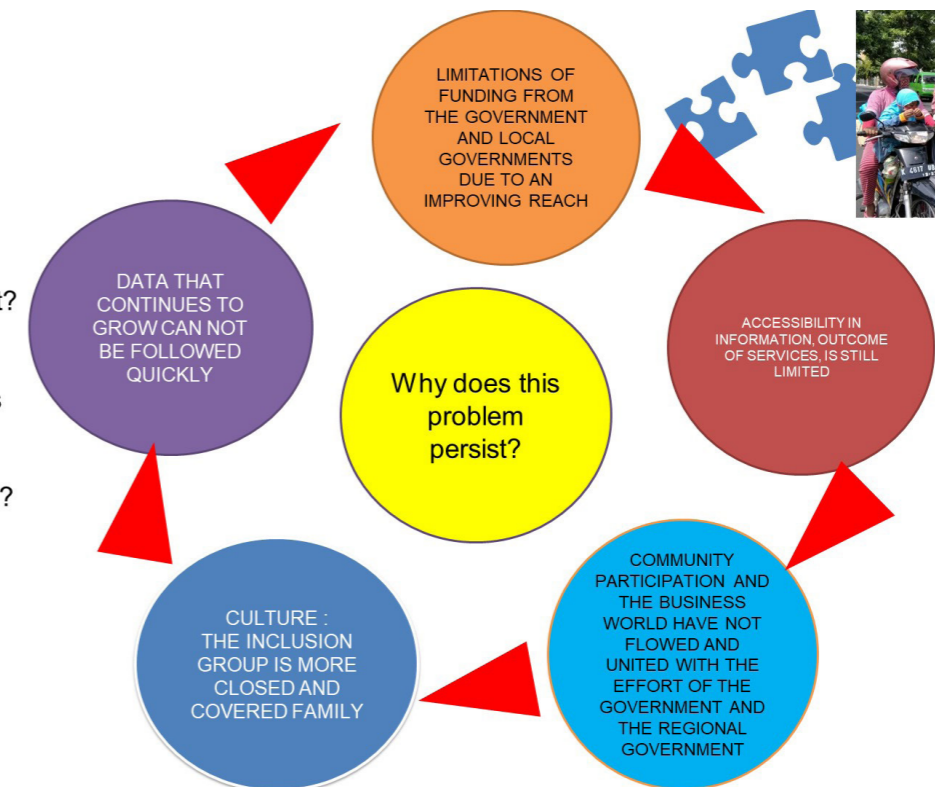 LIMITATIONS OF
FUNDING FROM
THE GOVERNMENT
AND LOCAL
GOVERNMENTS
DUE TO AN
IMPROVING REACH
ACCESSIBILITY IN
INFORMATION, OUTCOME
OF SERVICES, IS STILL
LIMITED
COMMUNITY
PARTICIPATION AND
THE BUSINESS
WORLD HAVE NOT
FLOWED AND
UNITED WITH THE
EFFORT OF THE
GOVERNMENT AND
THE REGIONAL
GOVERNMENT
CULTURE :
THE INCLUSION
GROUP IS MORE
CLOSED AND
COVERED FAMILY
DATA THAT
CONTINUES TO
GROW CAN NOT
BE FOLLOWED
QUICKLY
Why does this
problem
persist?